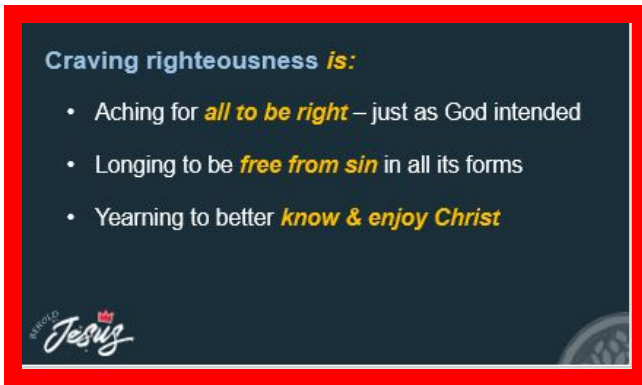 Craving righteousness is:
• Aching for all to be right – just as God intended
• Longing to be free from sin in all its forms
• Yearning to better know & enjoy Christ
BEHOLD
Jesus